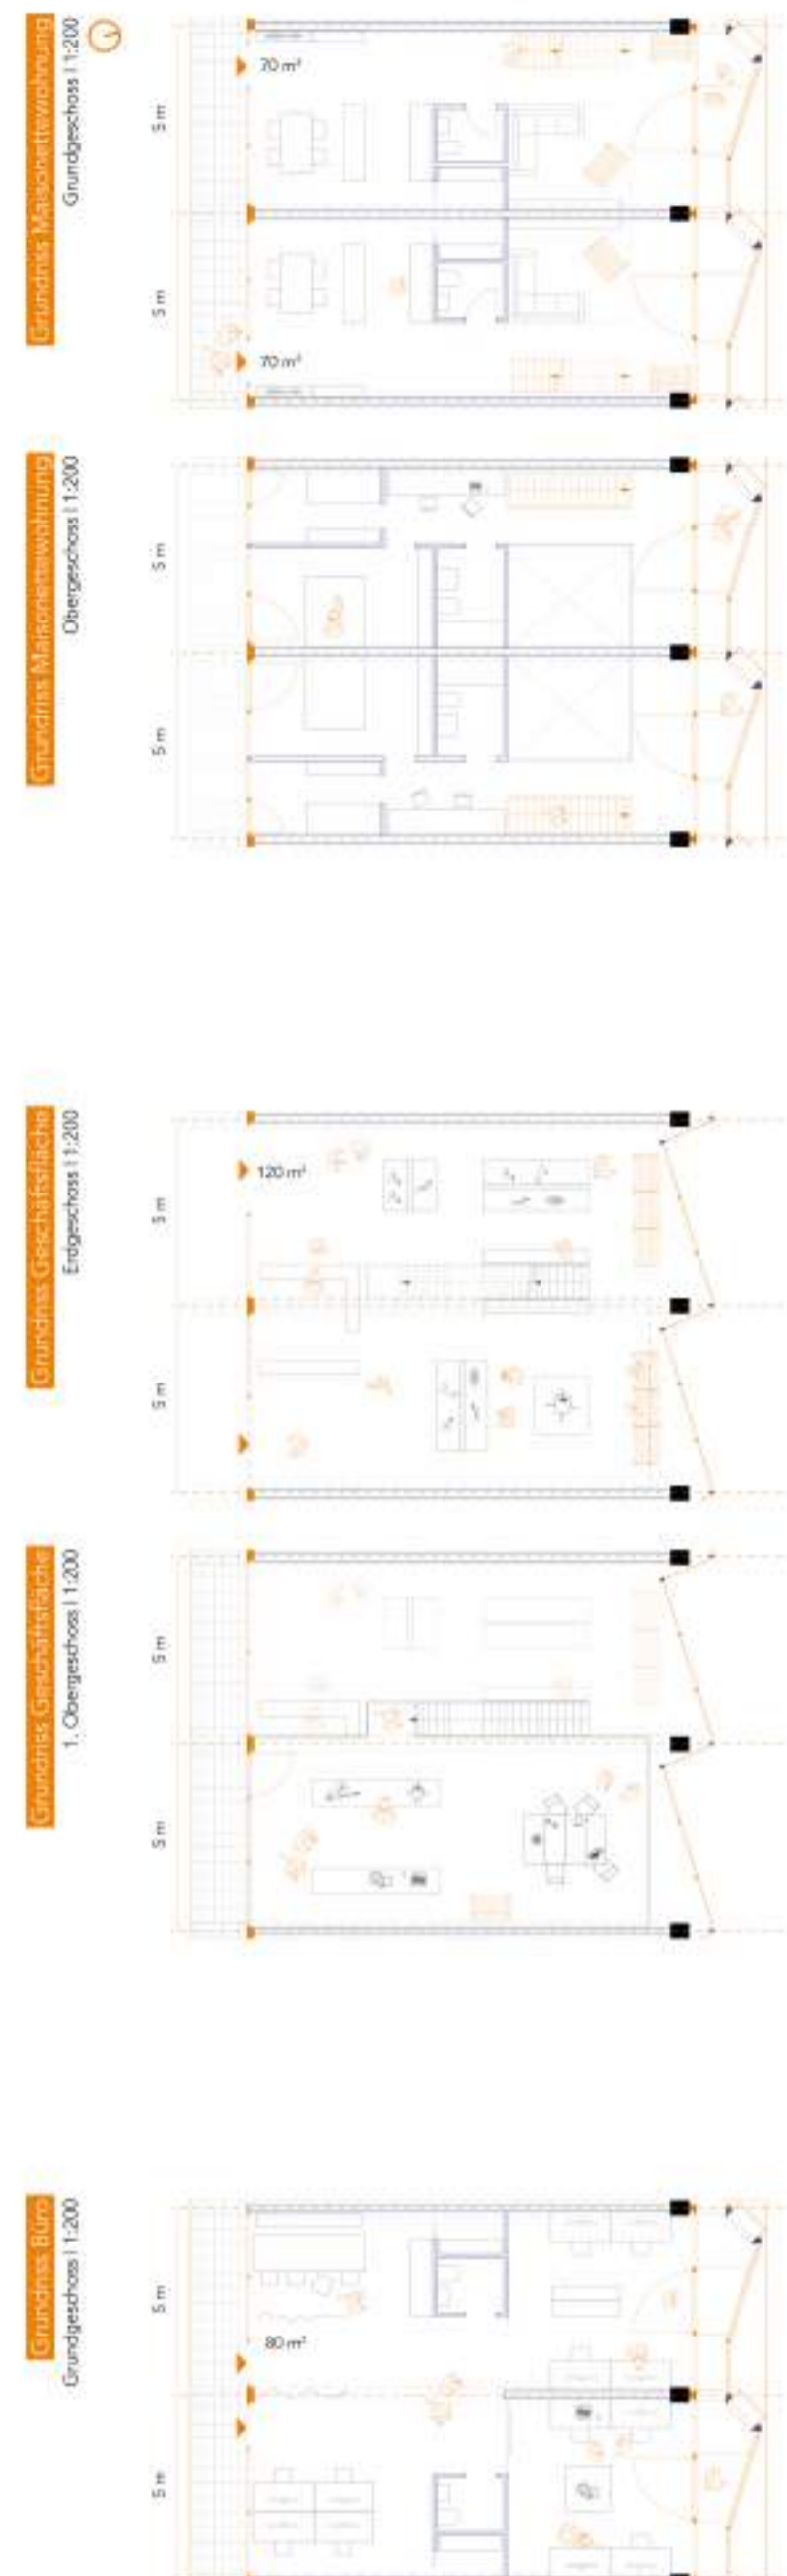 Grundriss Maisonettewohnung
Grundgeschoss I 1:200
5 m
5 m
70 m²
70 m²
Grundriss Maisonettewohnung
Obergeschoss I 1:200
5 m
5 m
Grundriss Geschäftsfläche
Erdgeschoss I 1:200
5 m
5 m
120 m²
Grundriss Geschäftsfläche
1. Obergeschoss I 1:200
5 m
5 m
Grundriss Büro
Grundgeschoss I 1:200
5 m
5 m
80 m²